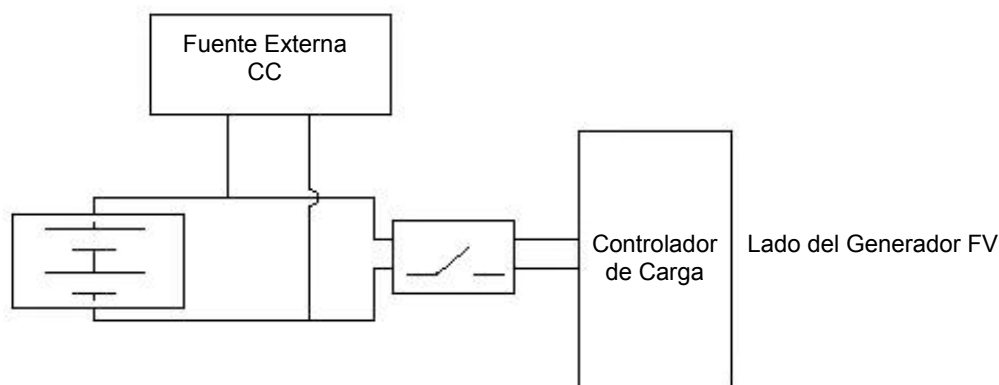 Fuente Externa
CC
Controlador
de Carga
Lado del Generador FV